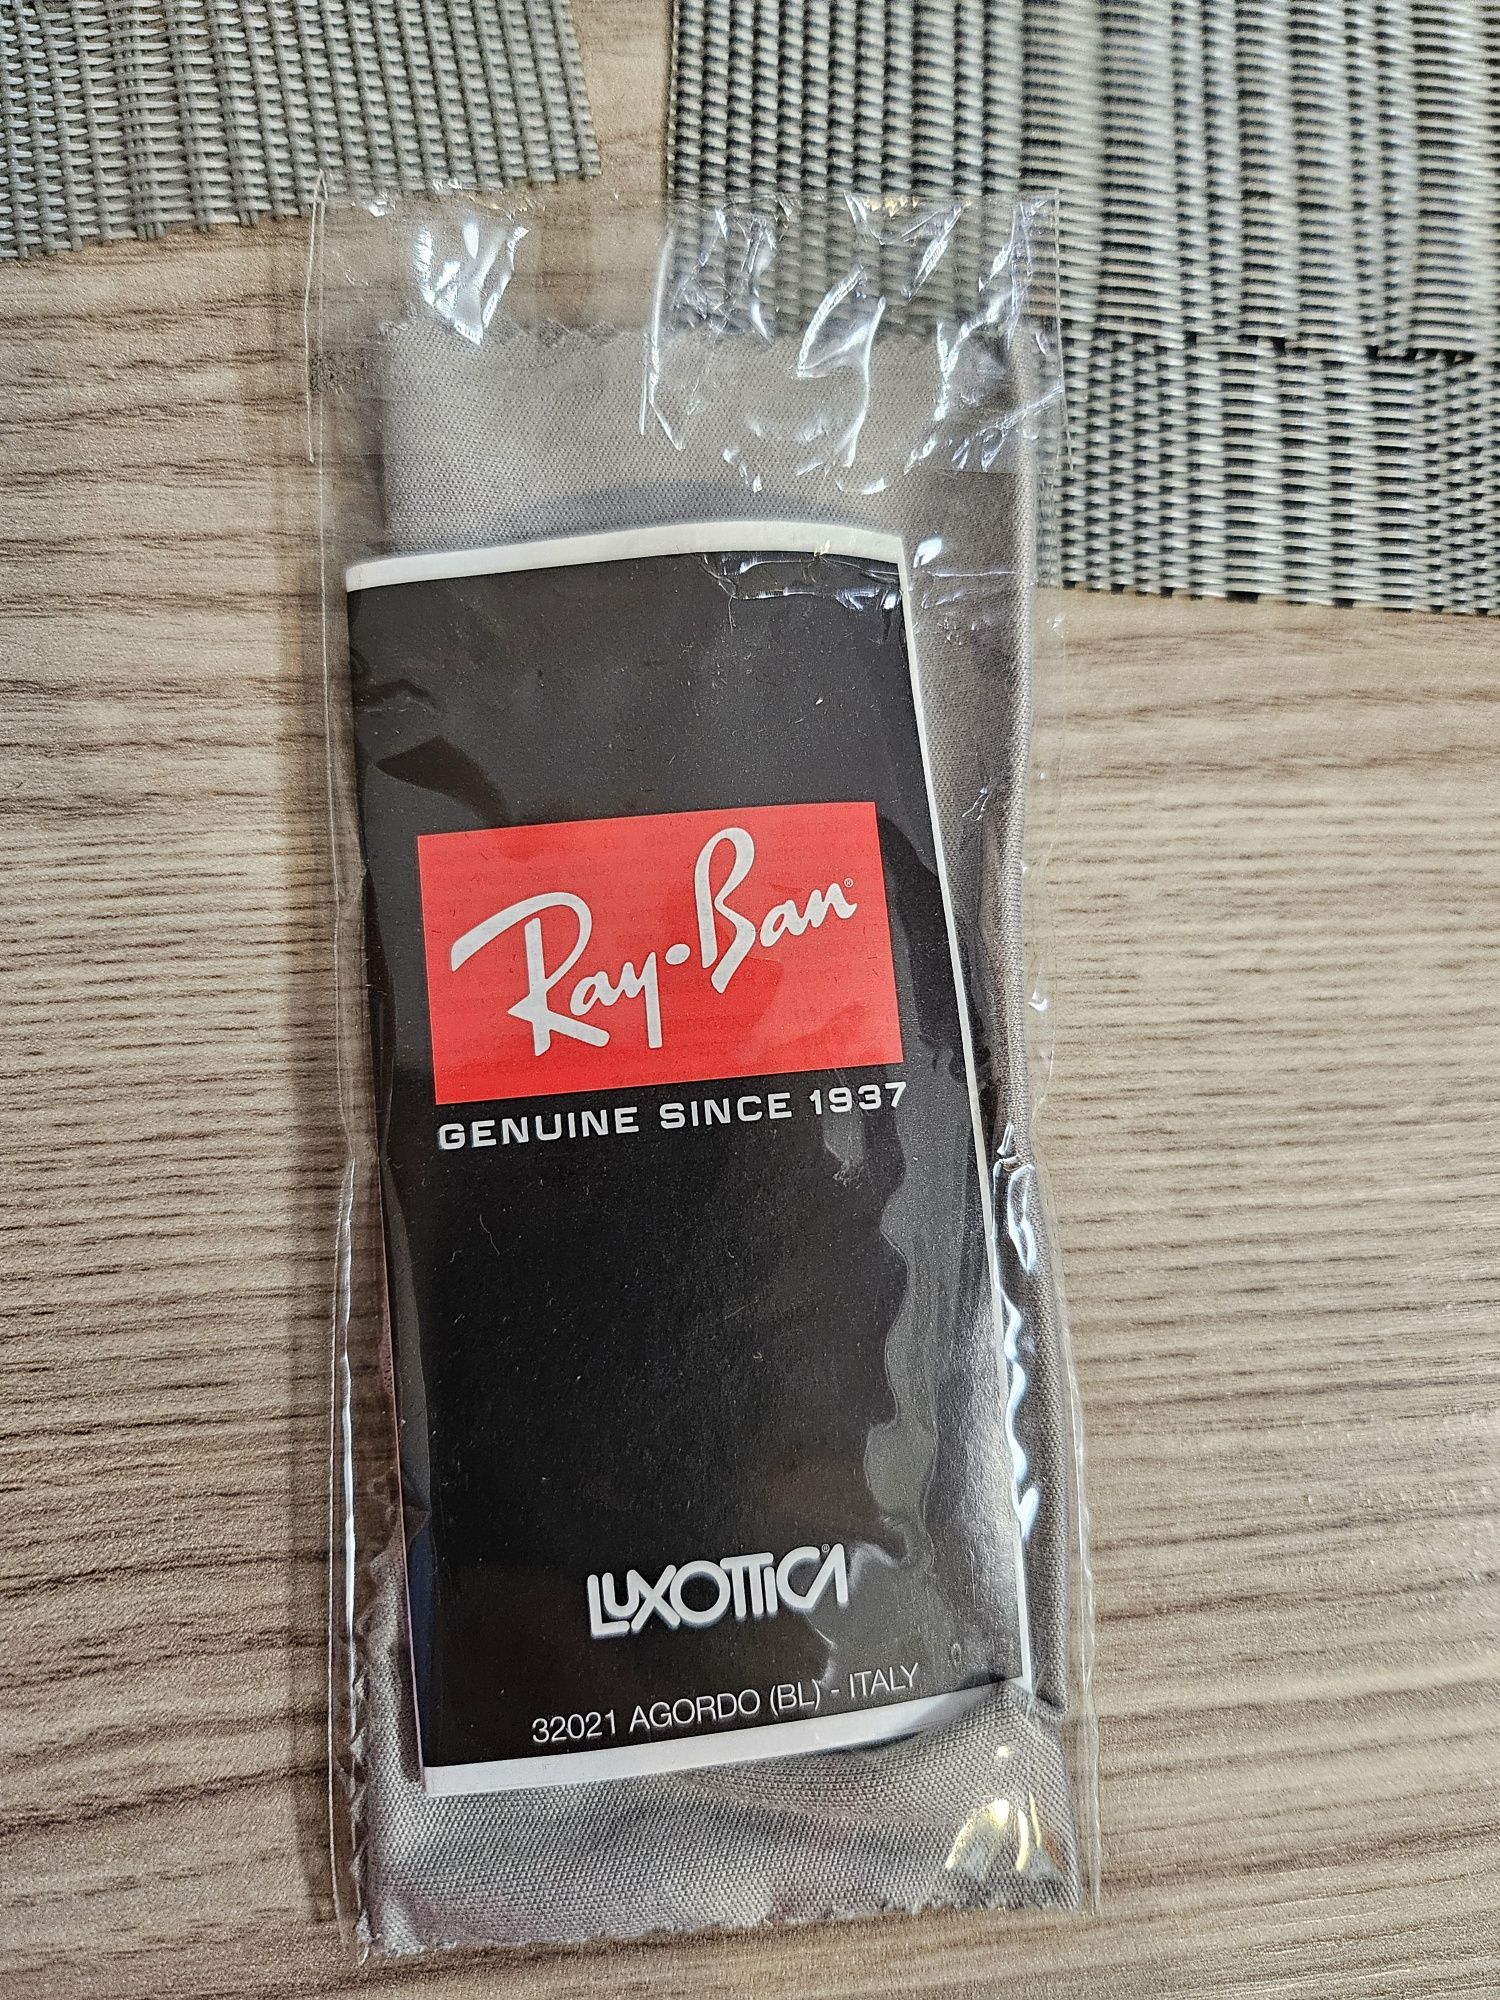 Ray-Ban®
GENUINE SINCE 1937
LUXOTTICA®
32021 AGORDO (BL) - ITALY